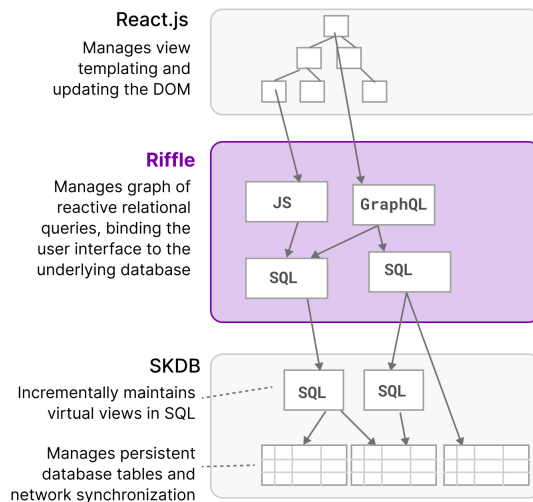 React.js
Manages view
templating and
updating the DOM
Riffle
Manages graph of
reactive relational
queries, binding the
user interface to the
underlying database
JS
GraphQL
SQL
SQL
SKDB
Incrementally maintains
virtual views in SQL
SQL
SQL
Manages persistent
database tables and
network synchronization